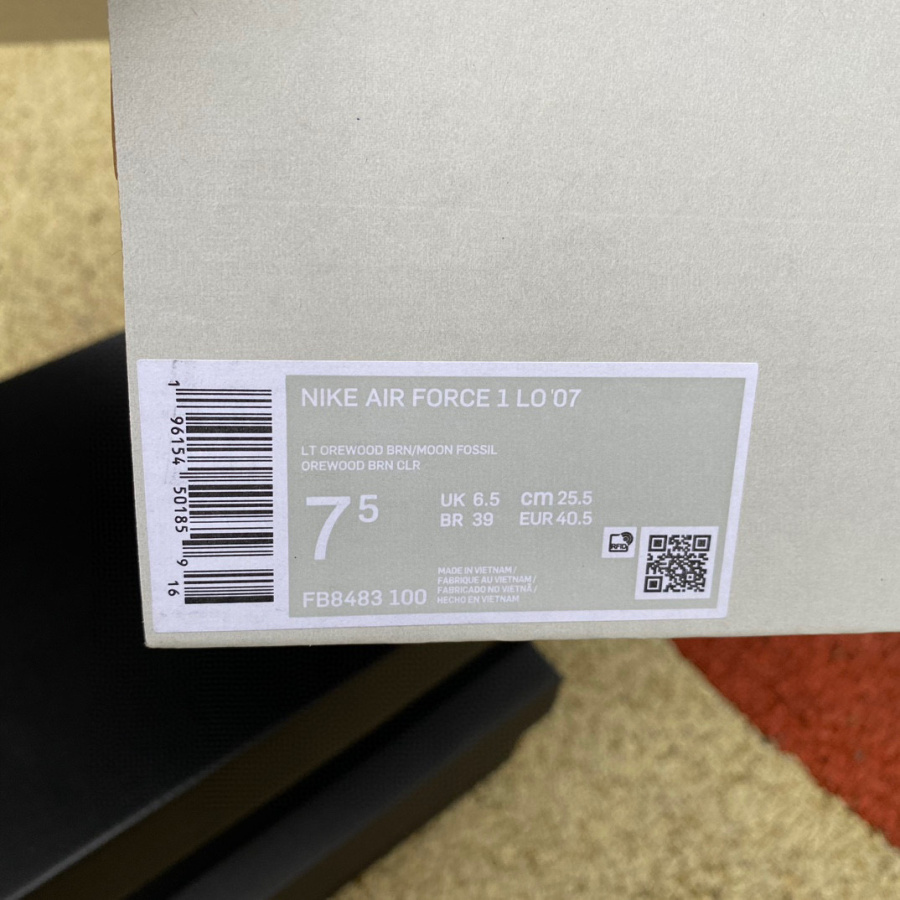 1 96154 50185 9 16
NIKE AIR FORCE 1 LO '07
LT OREWOOD BRN/MOON FOSSIL
OREWOOD BRN CLR
7 5
UK 6.5 cm 25.5
BR 39 EUR 40.5
RFID
MADE IN VIETNAM /
FABRIQUE AU VIETNAM /
FABRICADO NO VIETNÃ /
HECHO EN VIETNAM
FB8483 100